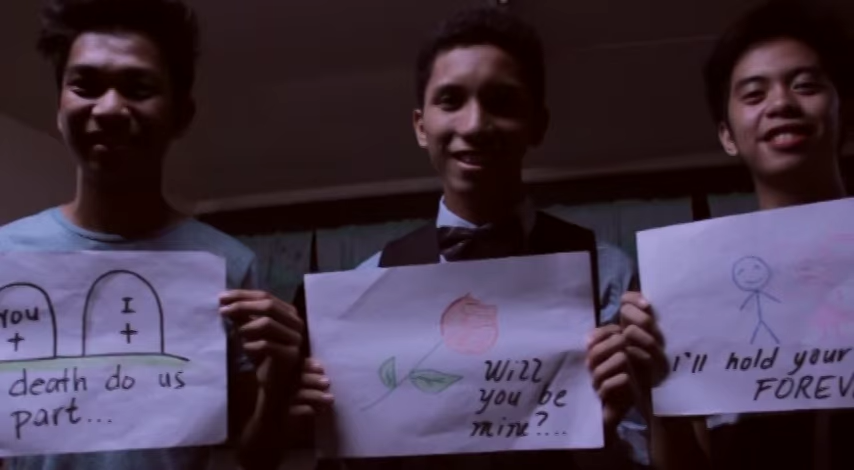 You
I
death do us
part...
Will
you be
mine?...
I'll hold your